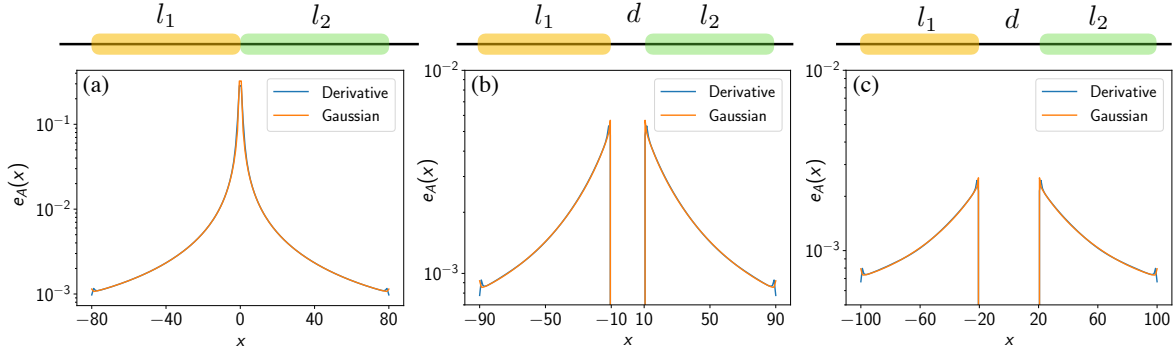 l₁ l₂
(a)
Derivative
Gaussian
e_A(x)
10⁻¹
10⁻²
10⁻³
−80 −40 0 40 80
x
l₁ d l₂
(b)
Derivative
Gaussian
e_A(x)
10⁻²
10⁻³
−90 −50 −10 10 50 90
x
l₁ d l₂
(c)
Derivative
Gaussian
e_A(x)
10⁻²
10⁻³
−100 −60 −20 20 60 100
x